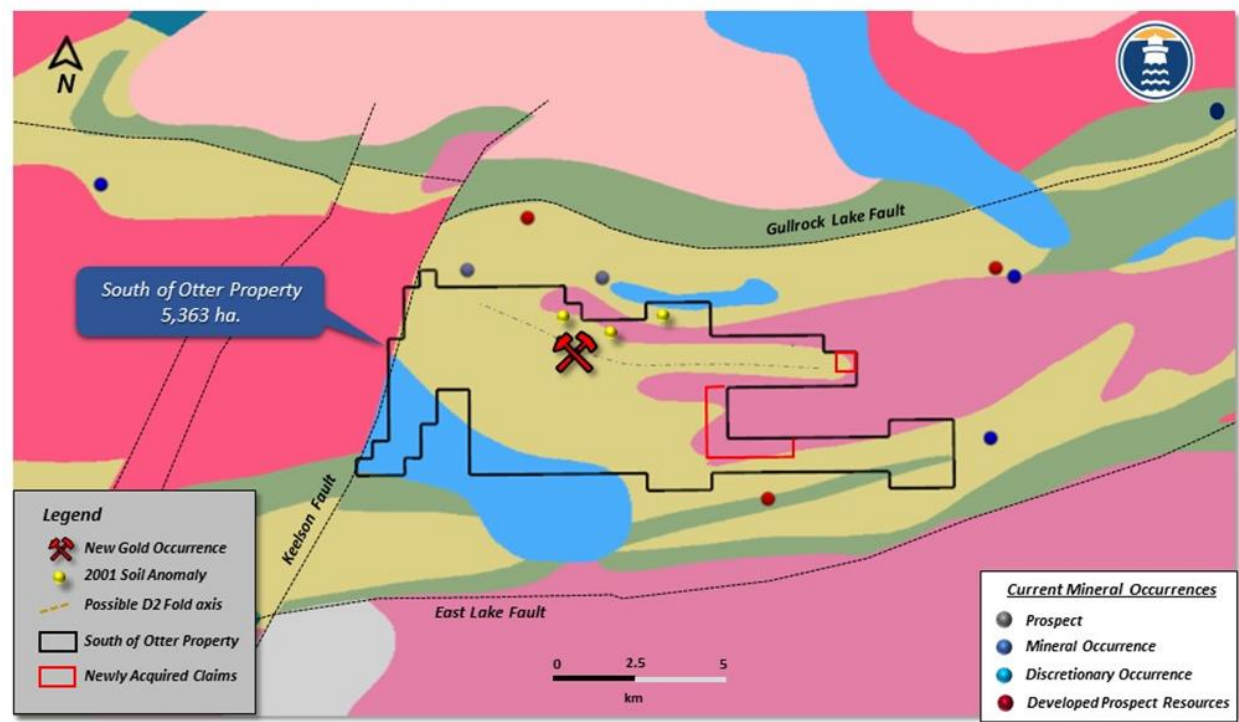 N
Gullrock Lake Fault
South of Otter Property
5,363 ha.
Keelson Fault
East Lake Fault
Legend
New Gold Occurrence
2001 Soil Anomaly
Possible D2 Fold axis
South of Otter Property
Newly Acquired Claims
0 2.5 5
km
Current Mineral Occurrences
Prospect
Mineral Occurrence
Discretionary Occurrence
Developed Prospect Resources